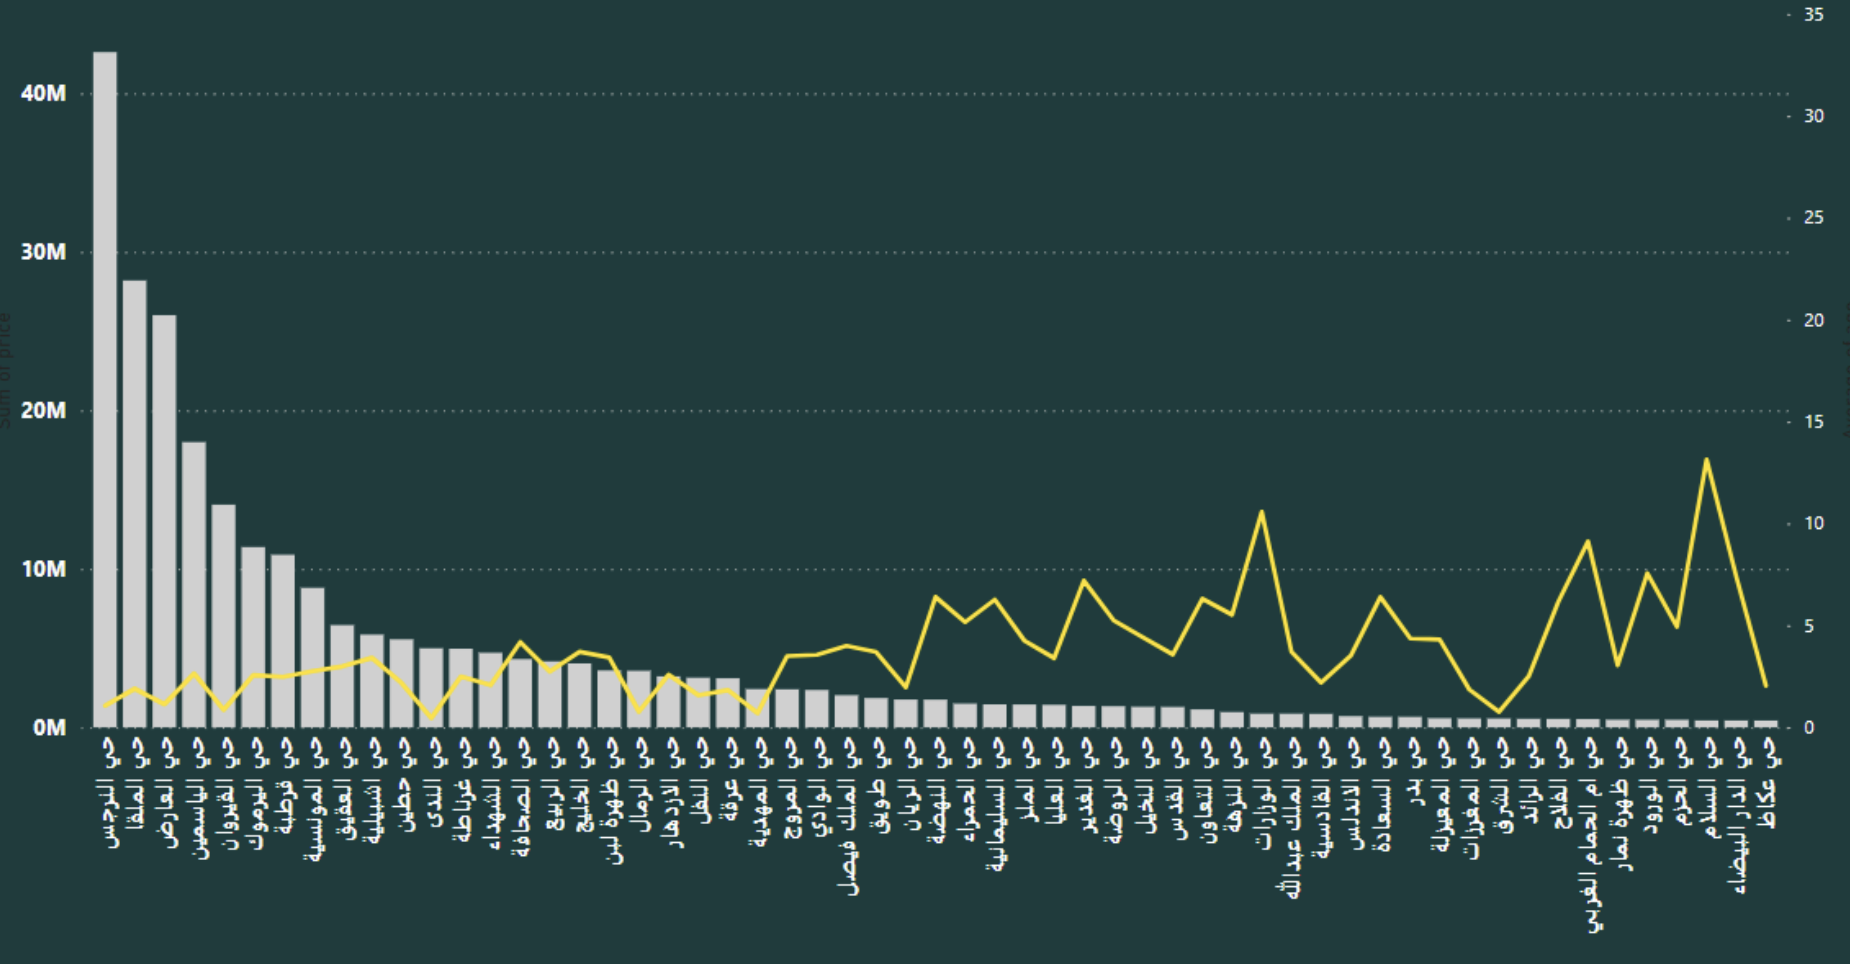 40M
30M
20M
10M
0M
Sum of price
35
30
25
20
15
10
5
0
حي النرجس
حي الملقا
حي العارض
حي الياسمين
حي القيروان
حي اليرموك
حي قرطبة
حي المونسية
حي العقيق
حي اشبيلية
حي حطين
حي الندى
حي غرناطة
حي الشهداء
حي الصحافة
حي الربيع
حي الخليج
حي ظهرة لبن
حي الرمال
حي الازدهار
حي النفل
حي عرقة
حي المهدية
حي المروج
حي الوادي
حي الملك فيصل
حي طويق
حي الريان
حي النهضة
حي الحمراء
حي السليمانية
حي الملز
حي العليا
حي الغدير
حي الروضة
حي النخيل
حي القدس
حي التعاون
حي النزهة
حي الوزارات
حي الملك عبدالله
حي القادسية
حي الاندلس
حي السعادة
حي بدر
حي المعيزلة
حي المغرزات
حي الشرق
حي الرائد
حي الفلاح
حي ام الحمام الغربي
حي ظهرة نمار
حي الورود
حي الحزم
حي السلام
حي الدار البيضاء
حي عكاظ